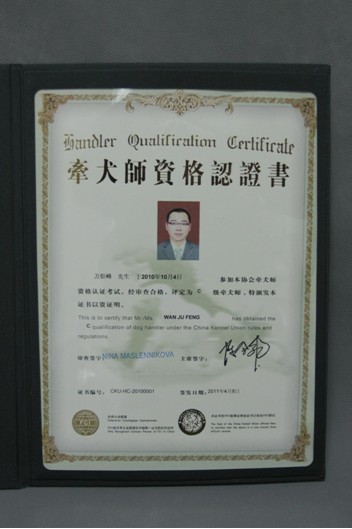 Handler Qualification Certificate
牽犬師資格認證書
先生 于2010年10月4日 参加本协会牵犬师
资格认证考试，经审查合格，评定为 C 级牵犬师，特颁发本
证书以资证明。
This is to certify that Mr./Ms. WAN JU FENG has obtained the
C qualification of dog handler under the China Kennel Union rules and
regulations.
审查签字: NINA MASLENNIKOVA 主席签字:
证书编号: CKU-HC-20100001 签发日期: 2011年4月8日